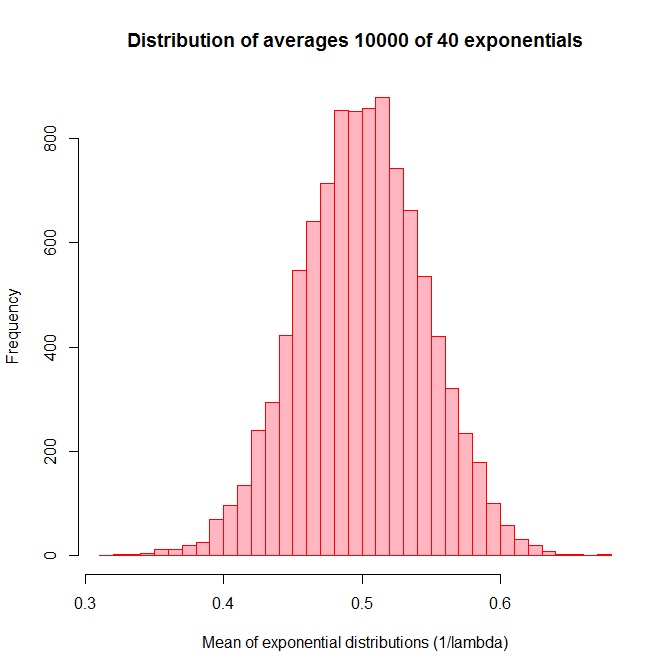 Distribution of averages 10000 of 40 exponentials
Frequency
800
600
400
200
0
0.3 0.4 0.5 0.6
Mean of exponential distributions (1/lambda)